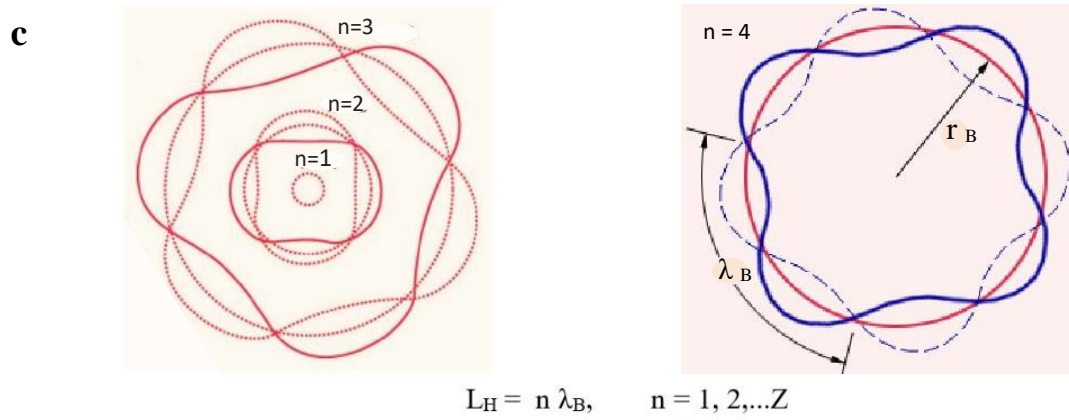 c
n=3
n=2
n=1
n = 4
r B
λ B
L_H = n λ_B, n = 1, 2,...Z